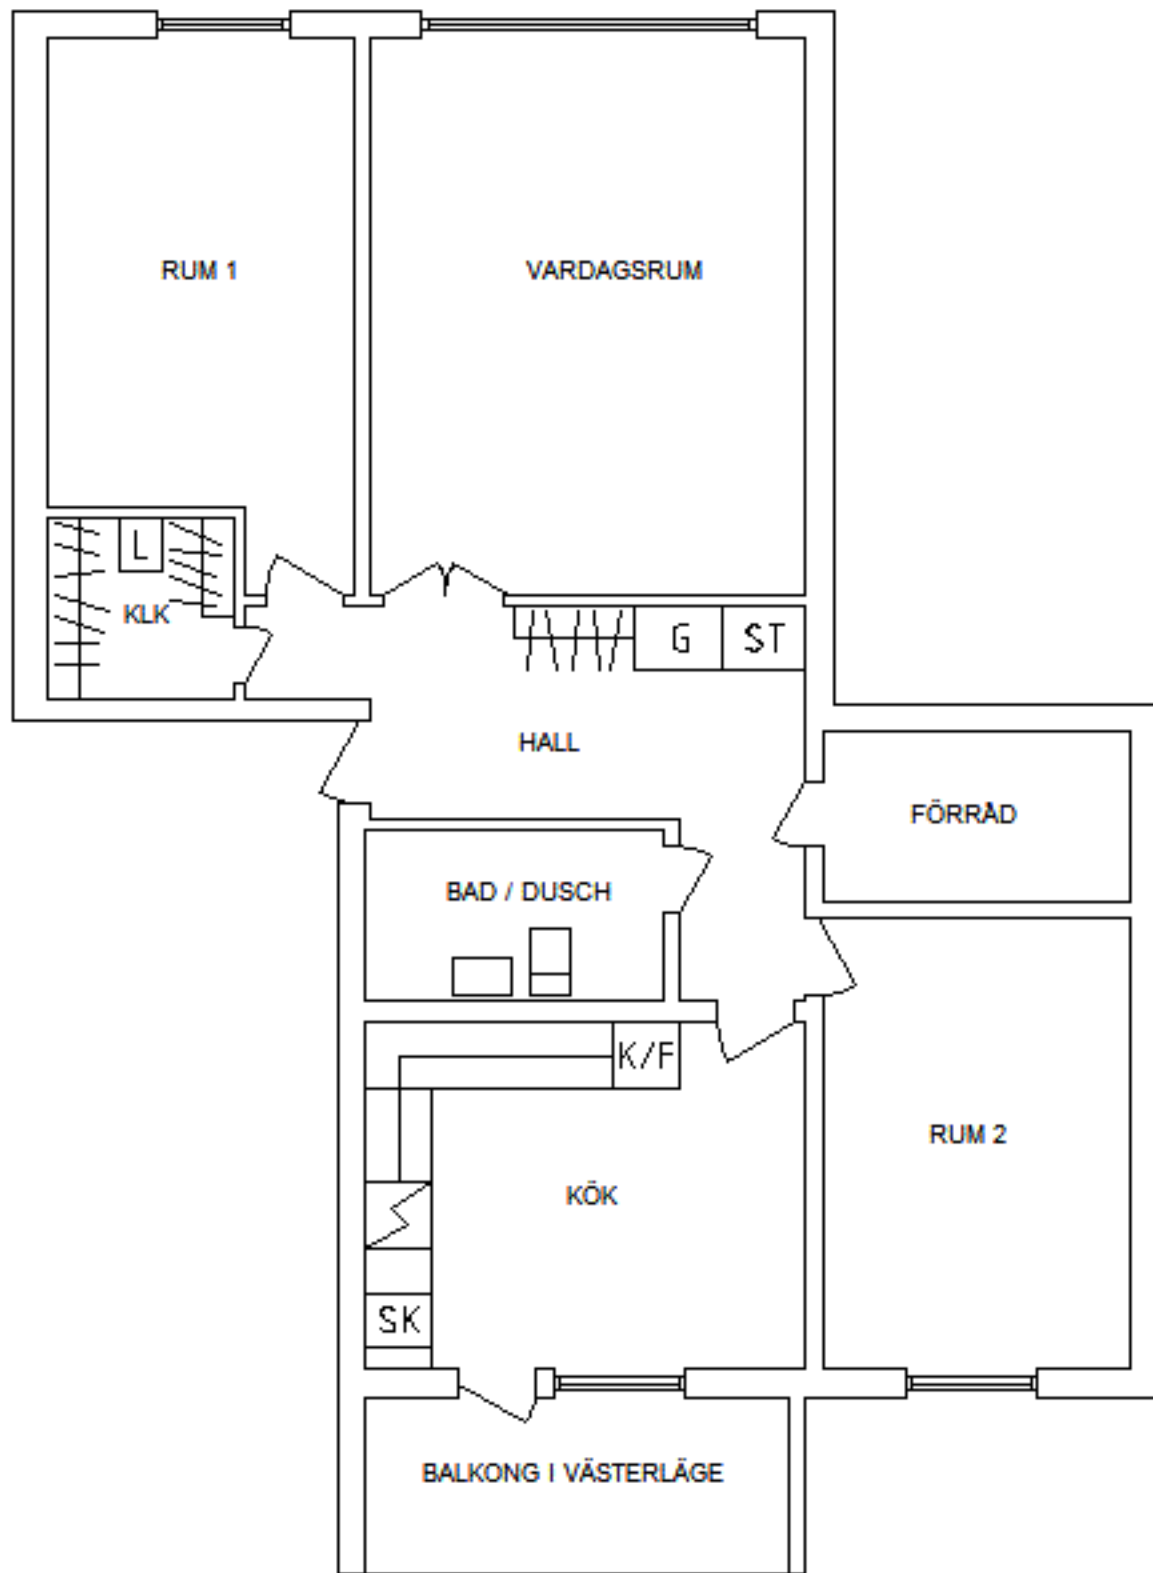 RUM 1
VARDAGSRUM
L
KLK
G
ST
HALL
FÖRRÅD
BAD / DUSCH
K/F
RUM 2
KÖK
SK
BALKONG I VÄSTERLÄGE